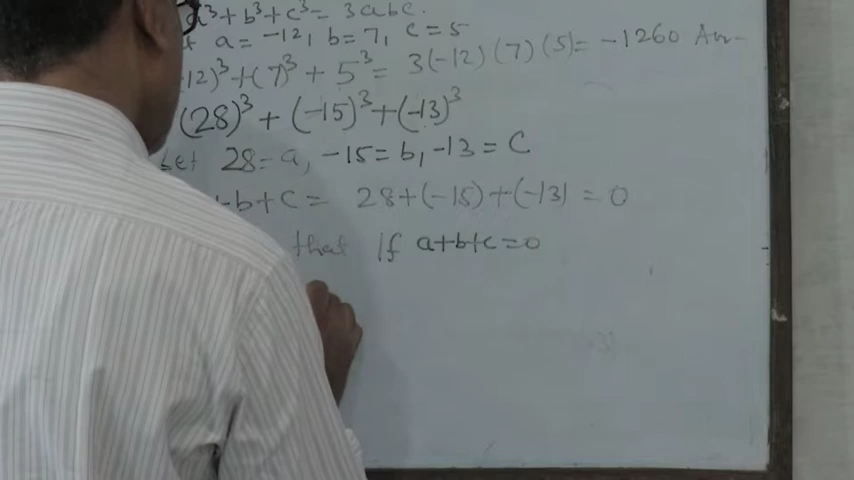 a³+b³+c³= 3abc.
a= -12, b=7, c=5
12)³+(7)³ + 5³= 3(-12)(7)(5)= -1260 Ans
(28)³ + (-15)³ +(-13)³
Let 28=a, -15=b, -13=C
+b+c= 28+(-15)+(-13) =0
that if a+b+c=0